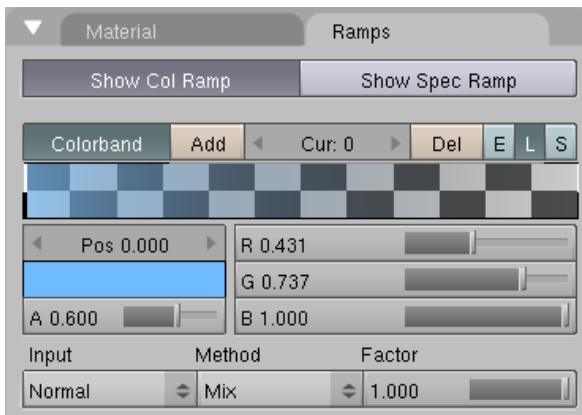 Material Ramps
Show Col Ramp Show Spec Ramp
Colorband Add Cur: 0 Del E L S
Pos 0.000 R 0.431
G 0.737
A 0.600 B 1.000
Input Method Factor
Normal Mix 1.000